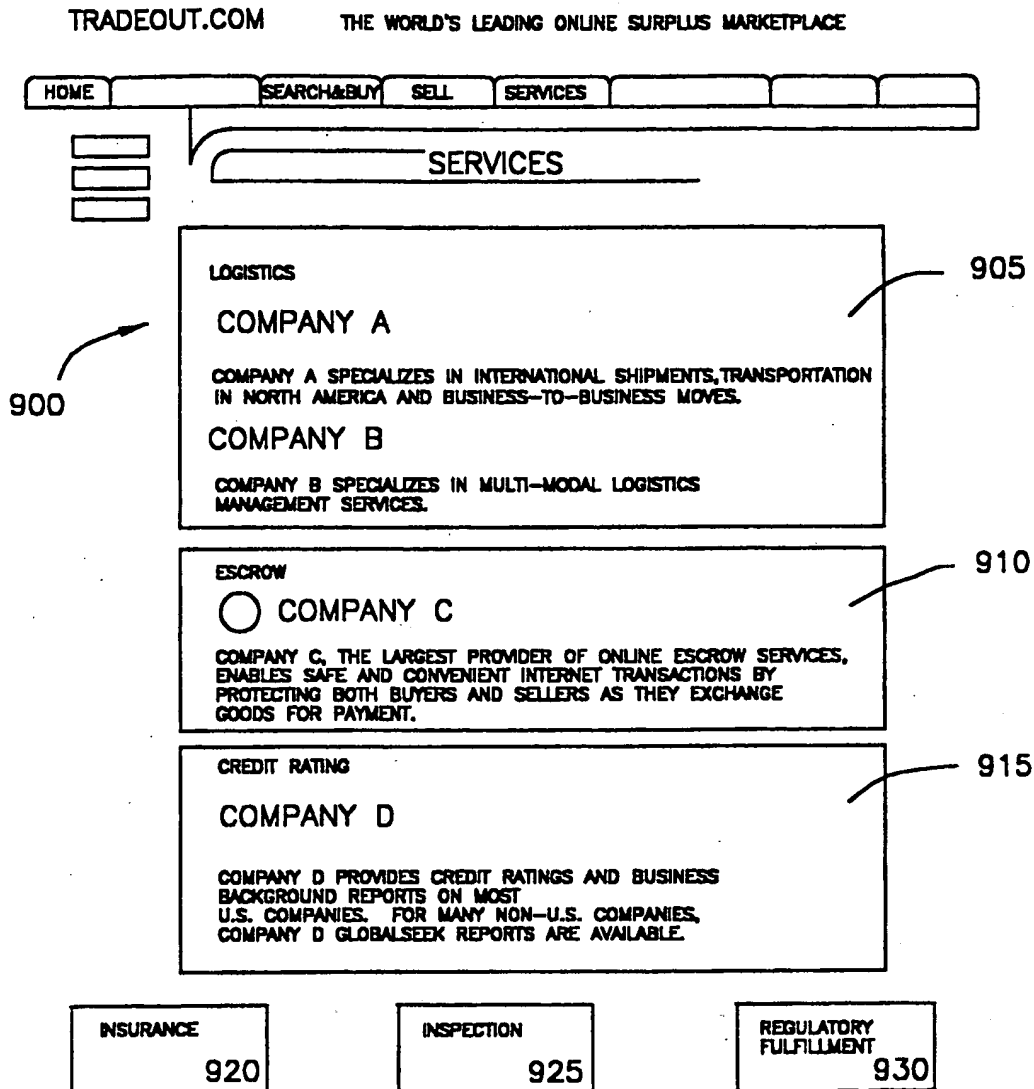 TRADEOUT.COM THE WORLD'S LEADING ONLINE SURPLUS MARKETPLACE
HOME SEARCH&BUY SELL SERVICES
SERVICES
LOGISTICS
905
COMPANY A
900
COMPANY A SPECIALIZES IN INTERNATIONAL SHIPMENTS,TRANSPORTATION
IN NORTH AMERICA AND BUSINESS-TO-BUSINESS MOVES.
COMPANY B
COMPANY B SPECIALIZES IN MULTI-MODAL LOGISTICS
MANAGEMENT SERVICES.
ESCROW
910
COMPANY C
COMPANY C, THE LARGEST PROVIDER OF ONLINE ESCROW SERVICES,
ENABLES SAFE AND CONVENIENT INTERNET TRANSACTIONS BY
PROTECTING BOTH BUYERS AND SELLERS AS THEY EXCHANGE
GOODS FOR PAYMENT.
CREDIT RATING
915
COMPANY D
COMPANY D PROVIDES CREDIT RATINGS AND BUSINESS
BACKGROUND REPORTS ON MOST
U.S. COMPANIES. FOR MANY NON-U.S. COMPANIES,
COMPANY D GLOBALSEEK REPORTS ARE AVAILABLE.
INSURANCE
920
INSPECTION
925
REGULATORY
FULFILLMENT
930